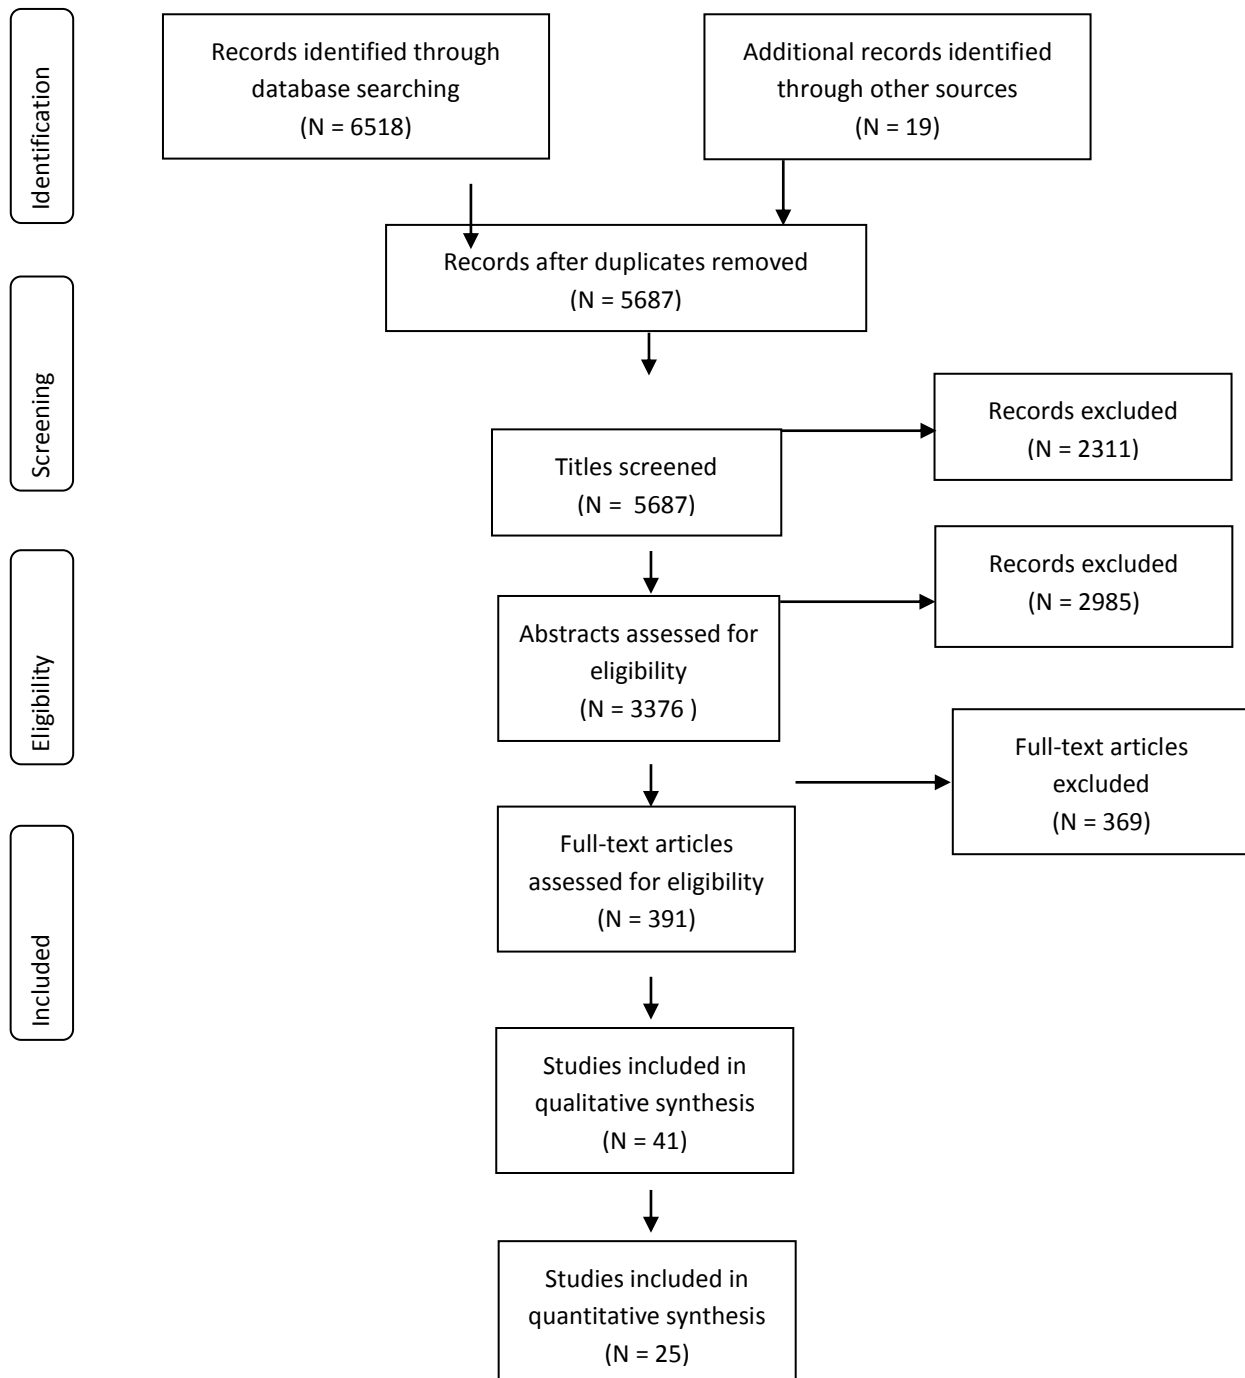 Identification
Records identified through
database searching
(N = 6518)
Additional records identified
through other sources
(N = 19)
Records after duplicates removed
(N = 5687)
Screening
Records excluded
(N = 2311)
Titles screened
(N =  5687)
Eligibility
Records excluded
(N = 2985)
Abstracts assessed for
eligibility
(N = 3376 )
Full-text articles
excluded
(N = 369)
Included
Full-text articles
assessed for eligibility
(N = 391)
Studies included in
qualitative synthesis
(N = 41)
Studies included in
quantitative synthesis
(N = 25)